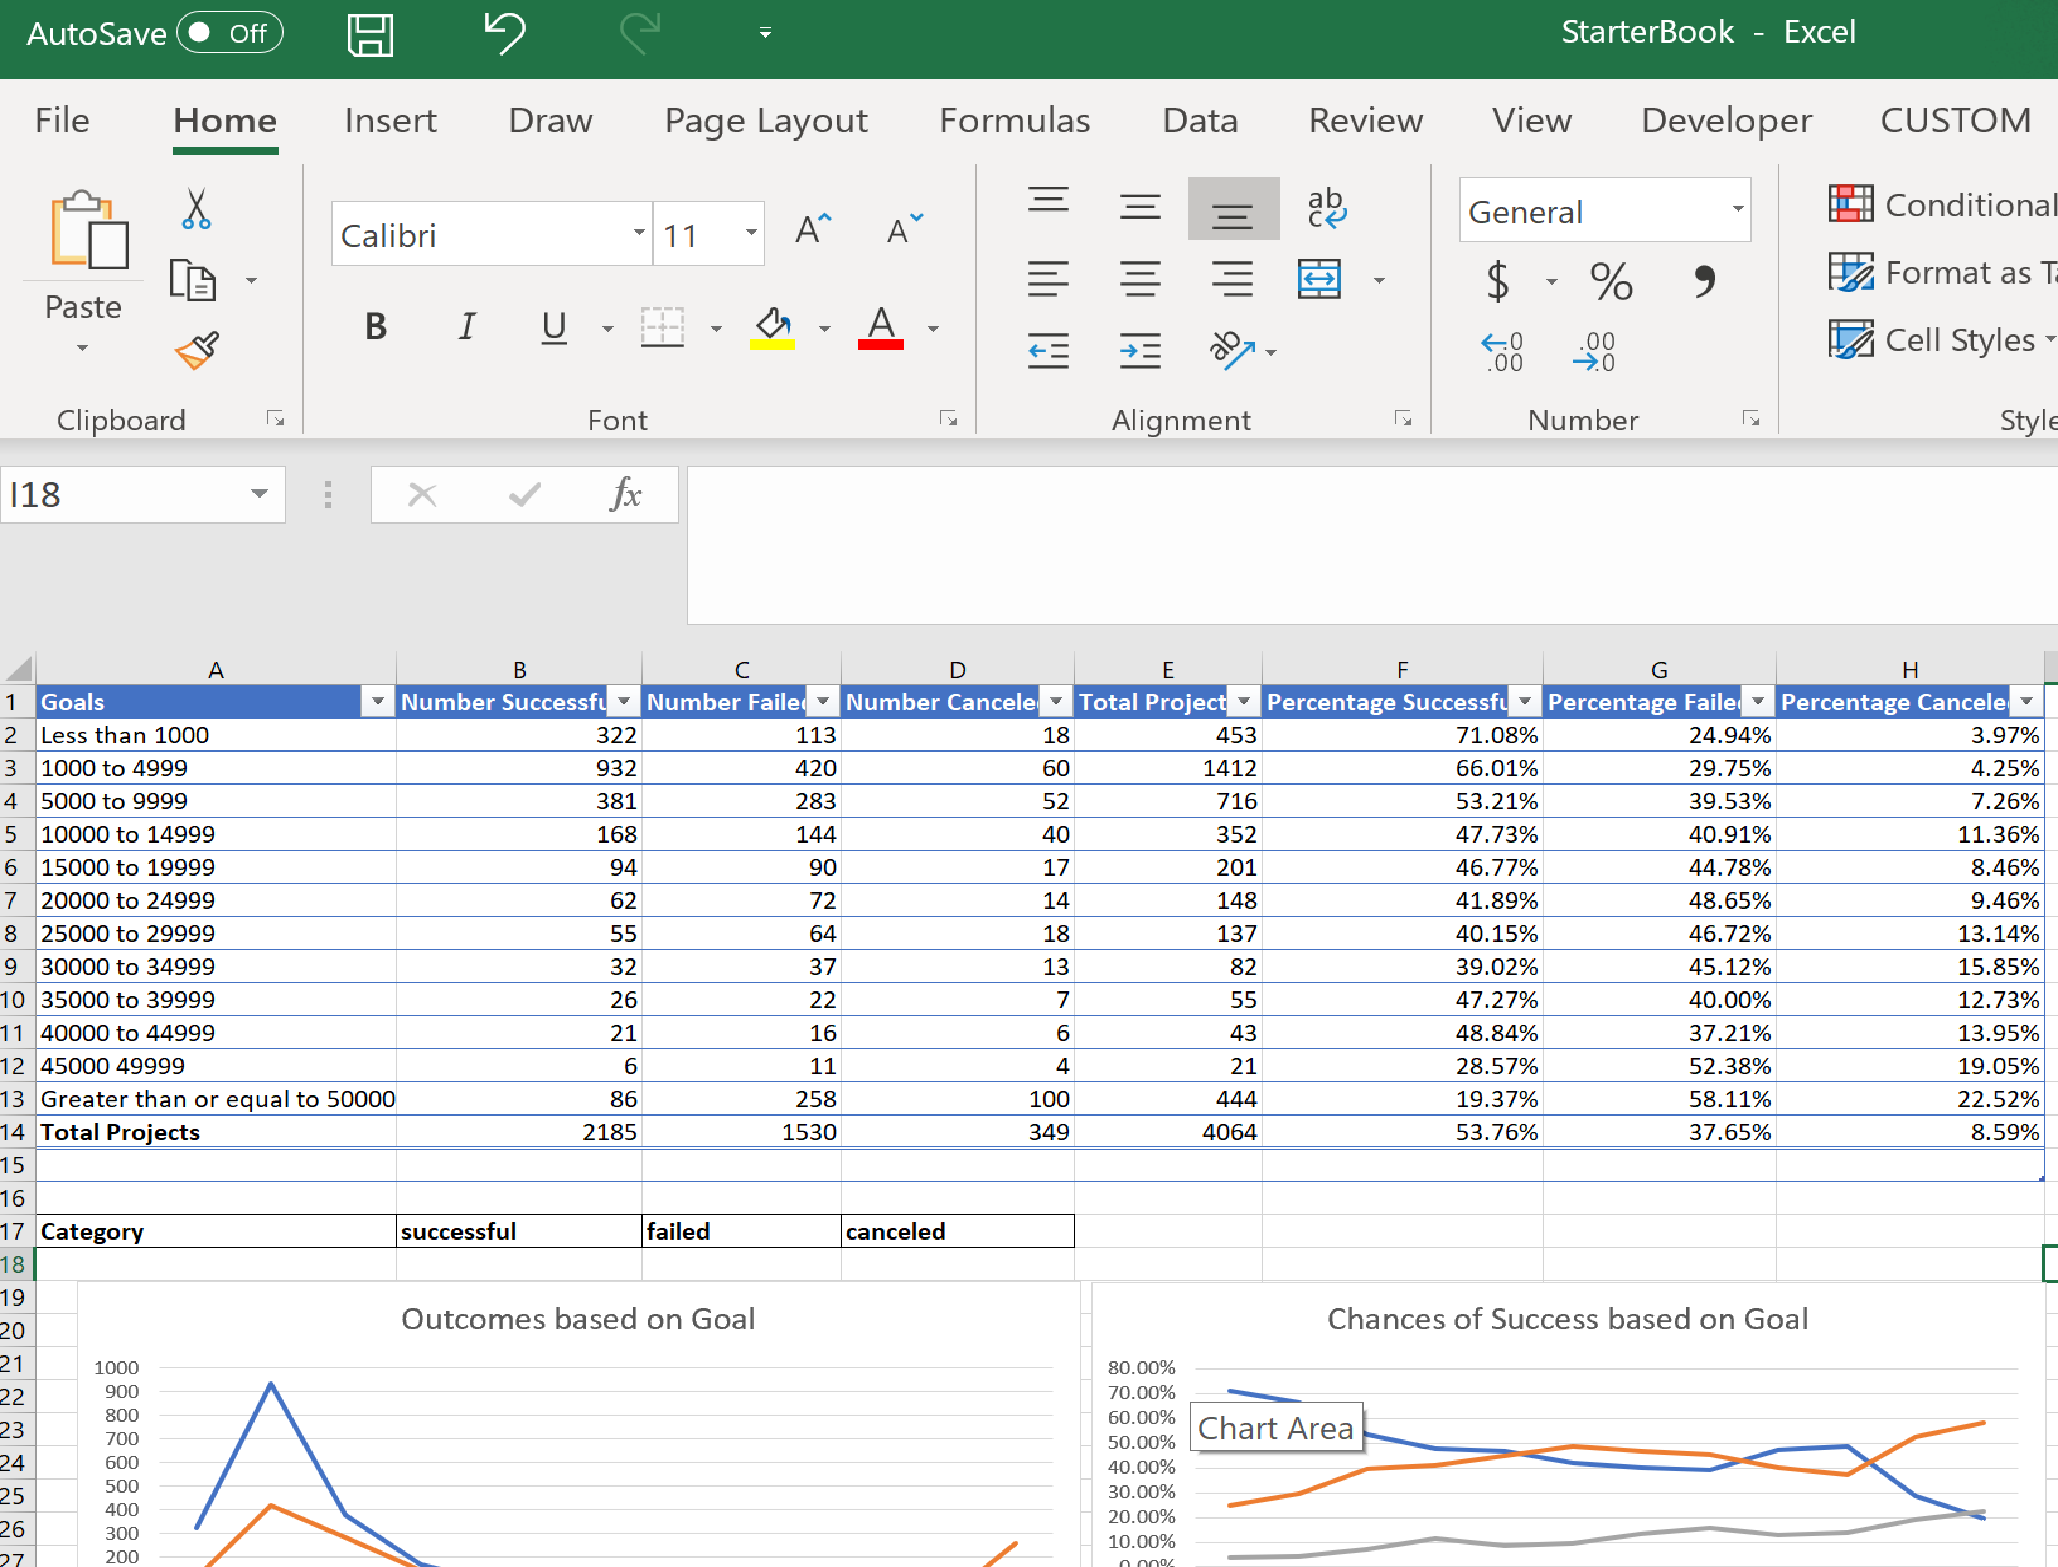 AutoSave Off StarterBook - Excel
File Home Insert Draw Page Layout Formulas Data Review View Developer CUSTOM
Paste
Calibri 11 A A ab c General Conditional
$ % , Format as Ta
B I U A ab ←.0 .00 .00 →.0 Cell Styles
Clipboard Font Alignment Number Style
I18 fx
A B C D E F G H
1 Goals Number Successfu Number Failed Number Cancele Total Project Percentage Successfu Percentage Failed Percentage Cancele
2 Less than 1000 322 113 18 453 71.08% 24.94% 3.97%
3 1000 to 4999 932 420 60 1412 66.01% 29.75% 4.25%
4 5000 to 9999 381 283 52 716 53.21% 39.53% 7.26%
5 10000 to 14999 168 144 40 352 47.73% 40.91% 11.36%
6 15000 to 19999 94 90 17 201 46.77% 44.78% 8.46%
7 20000 to 24999 62 72 14 148 41.89% 48.65% 9.46%
8 25000 to 29999 55 64 18 137 40.15% 46.72% 13.14%
9 30000 to 34999 32 37 13 82 39.02% 45.12% 15.85%
10 35000 to 39999 26 22 7 55 47.27% 40.00% 12.73%
11 40000 to 44999 21 16 6 43 48.84% 37.21% 13.95%
12 45000 49999 6 11 4 21 28.57% 52.38% 19.05%
13 Greater than or equal to 50000 86 258 100 444 19.37% 58.11% 22.52%
14 Total Projects 2185 1530 349 4064 53.76% 37.65% 8.59%
15
16
17 Category successful failed canceled
18
19
20
21
22
23
24
25
26
27
Outcomes based on Goal
1000
900
800
700
600
500
400
300
200
Chances of Success based on Goal
80.00%
70.00%
60.00%
50.00%
40.00%
30.00%
20.00%
10.00%
0.00%
Chart Area